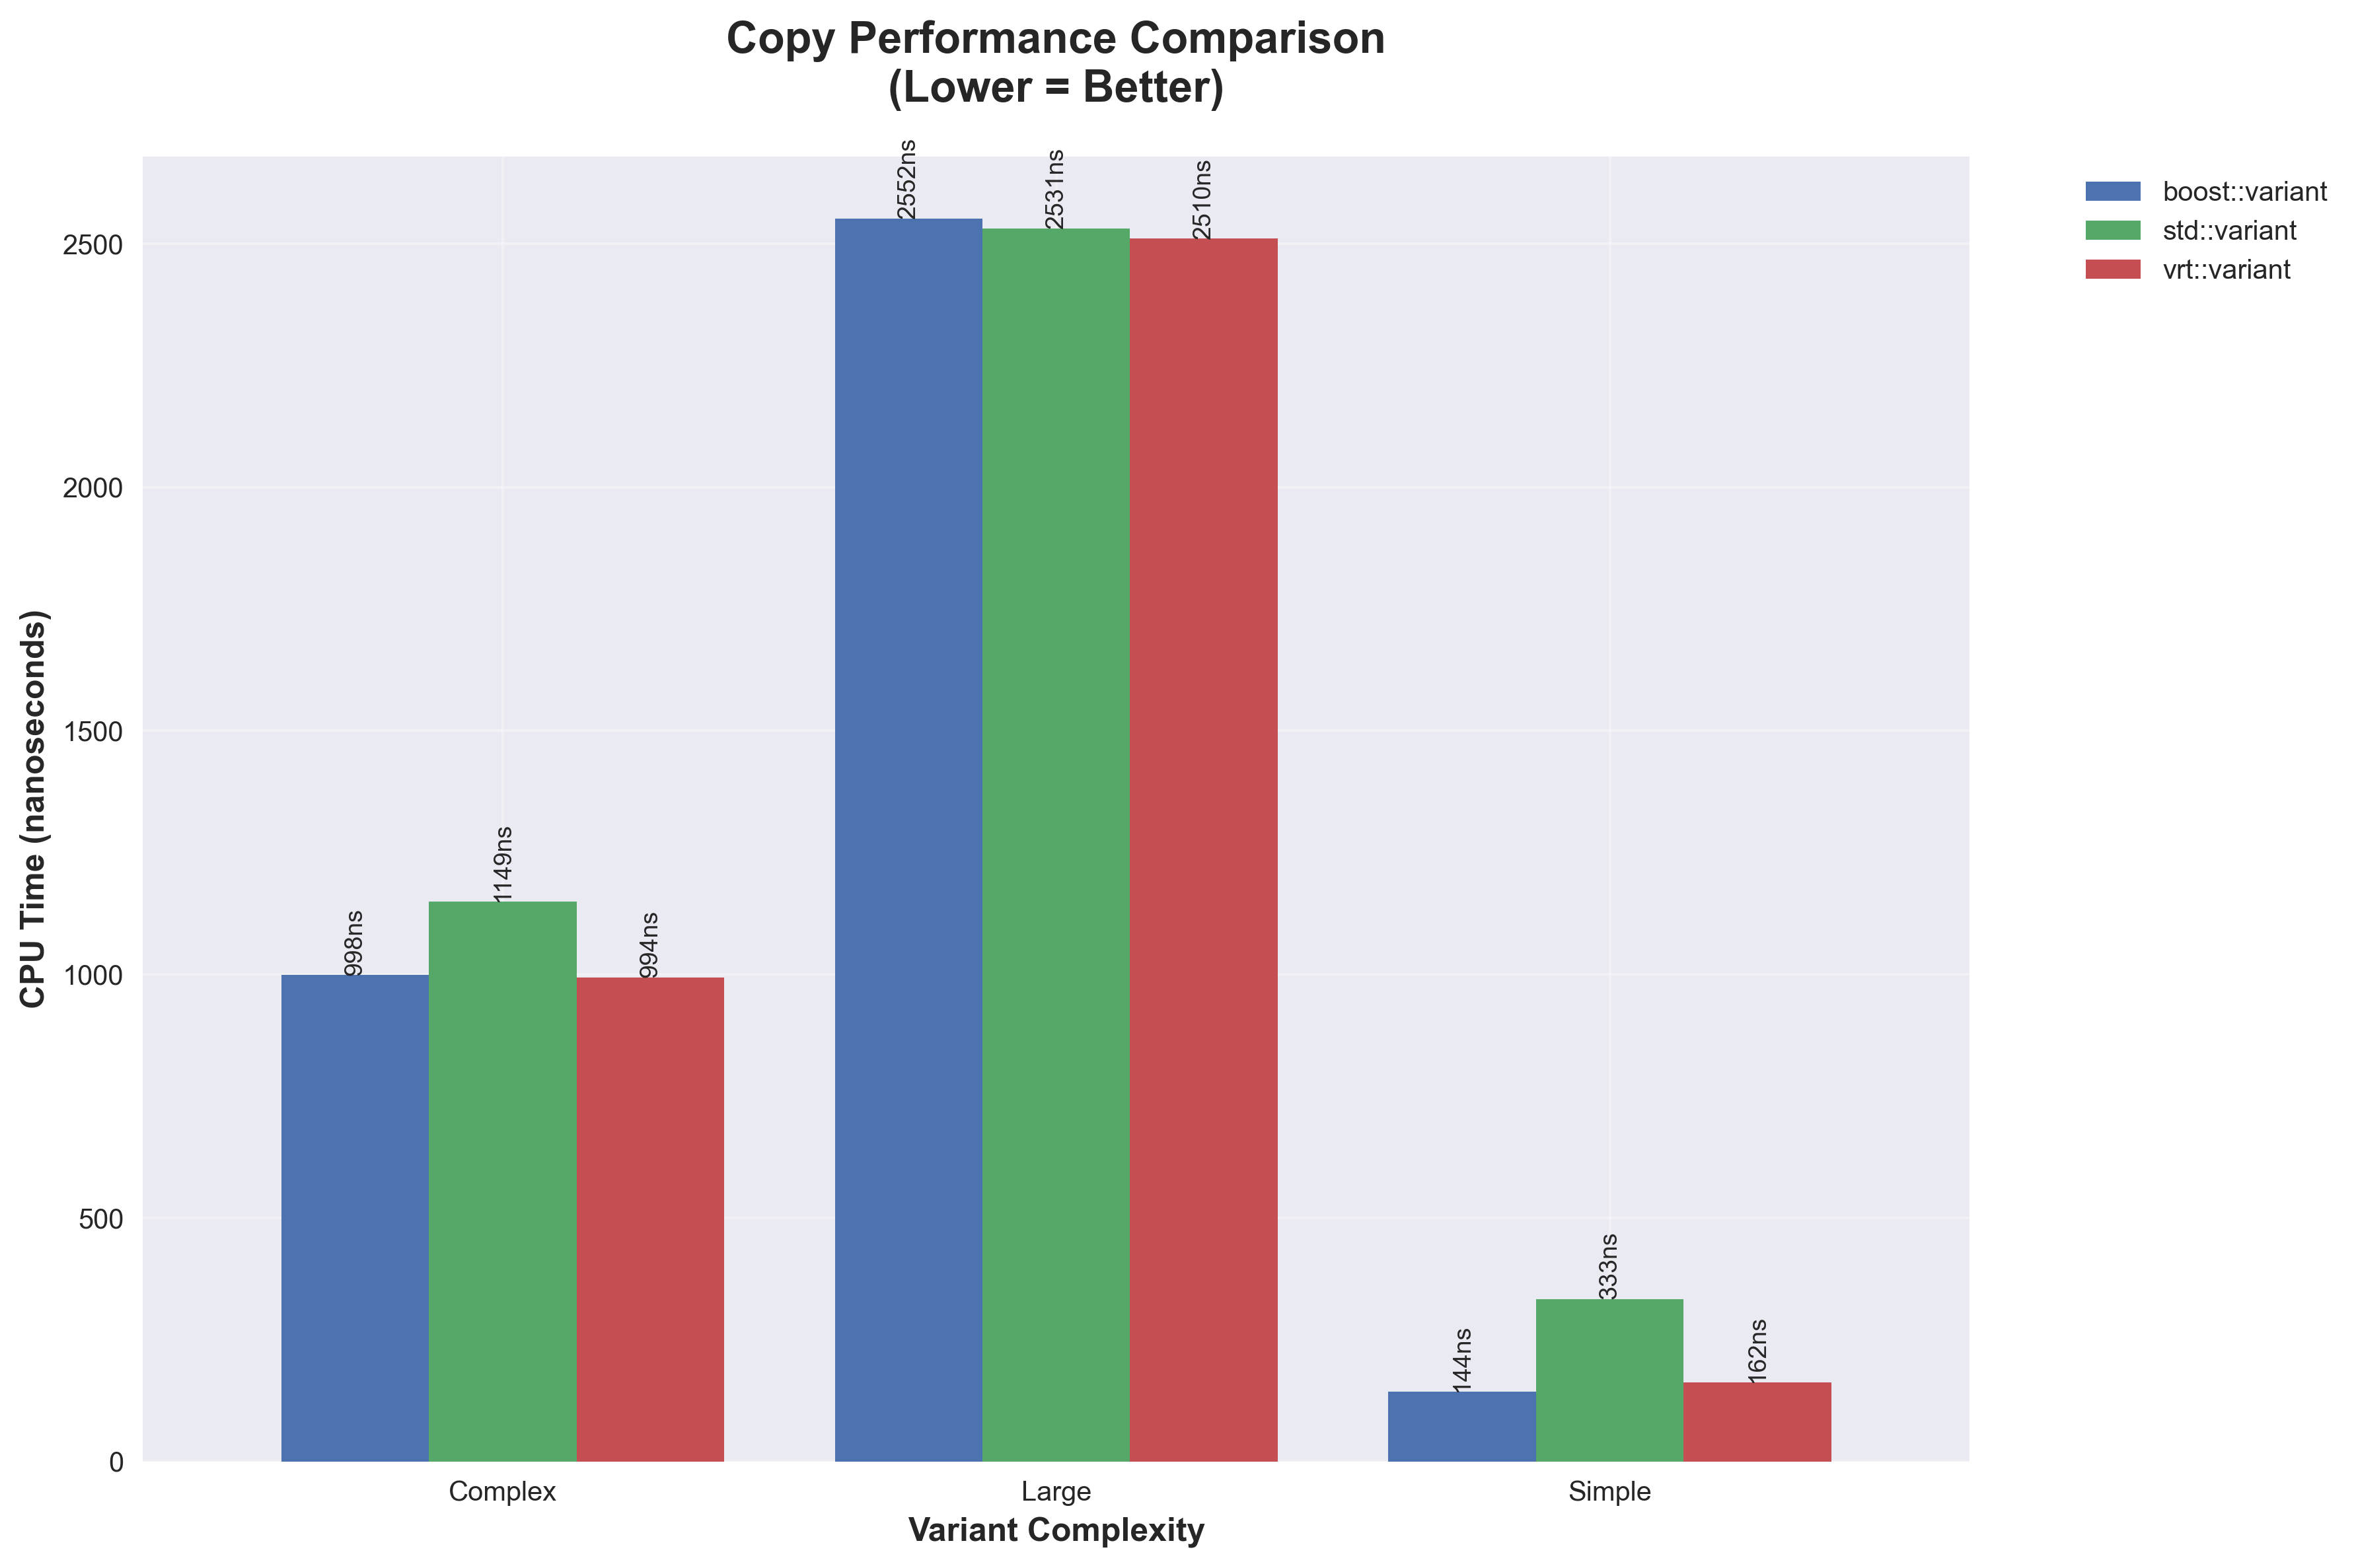 Copy Performance Comparison
(Lower = Better)
boost::variant
std::variant
vrt::variant
CPU Time (nanoseconds)
2500
2000
1500
1000
500
0
998ns
1149ns
994ns
2552ns
2531ns
2510ns
144ns
333ns
162ns
Complex
Large
Simple
Variant Complexity